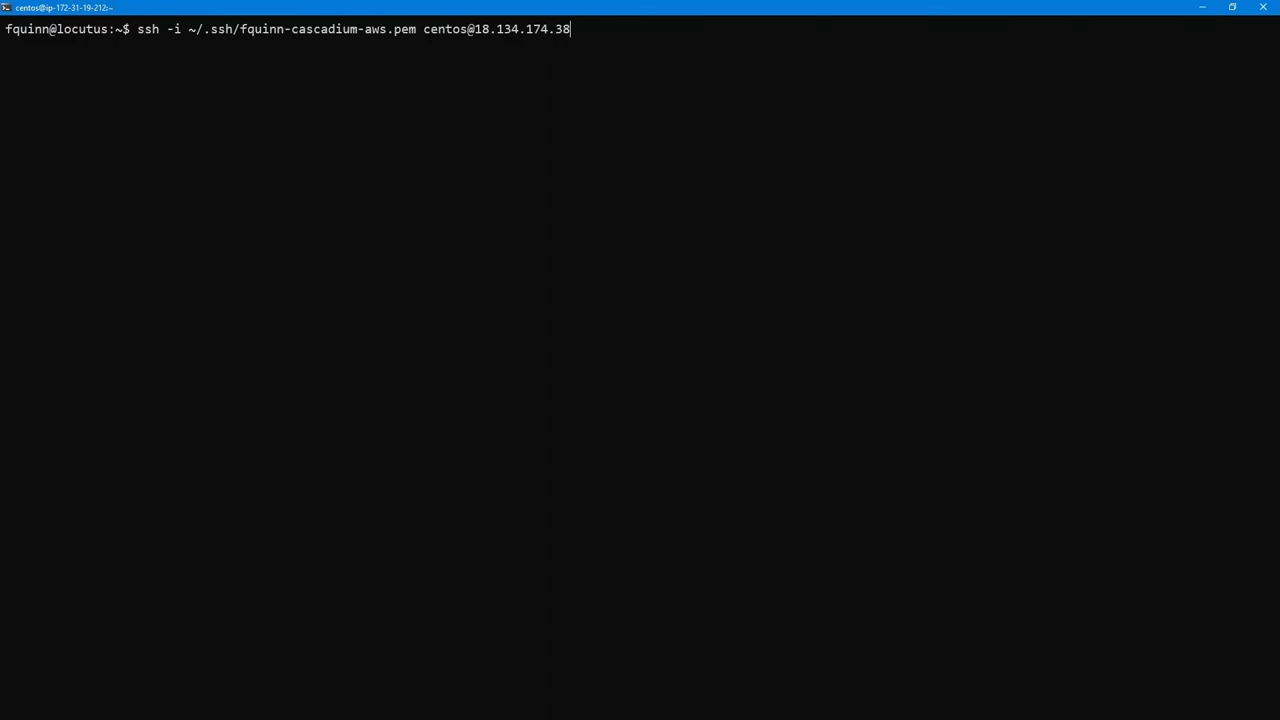 centos@ip-172-31-19-212:~
fquinn@locutus:~$ ssh -i ~/.ssh/fquinn-cascadium-aws.pem centos@18.134.174.38